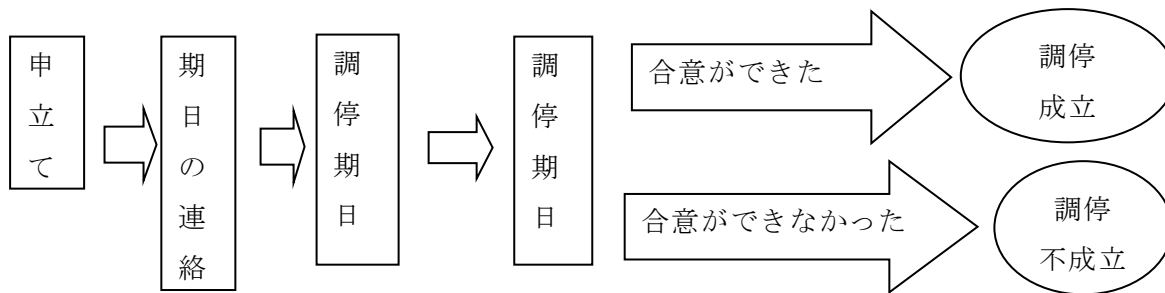 申立て
期日の連絡
調停期日
調停期日
合意ができた
調停
成立
合意ができなかった
調停
不成立